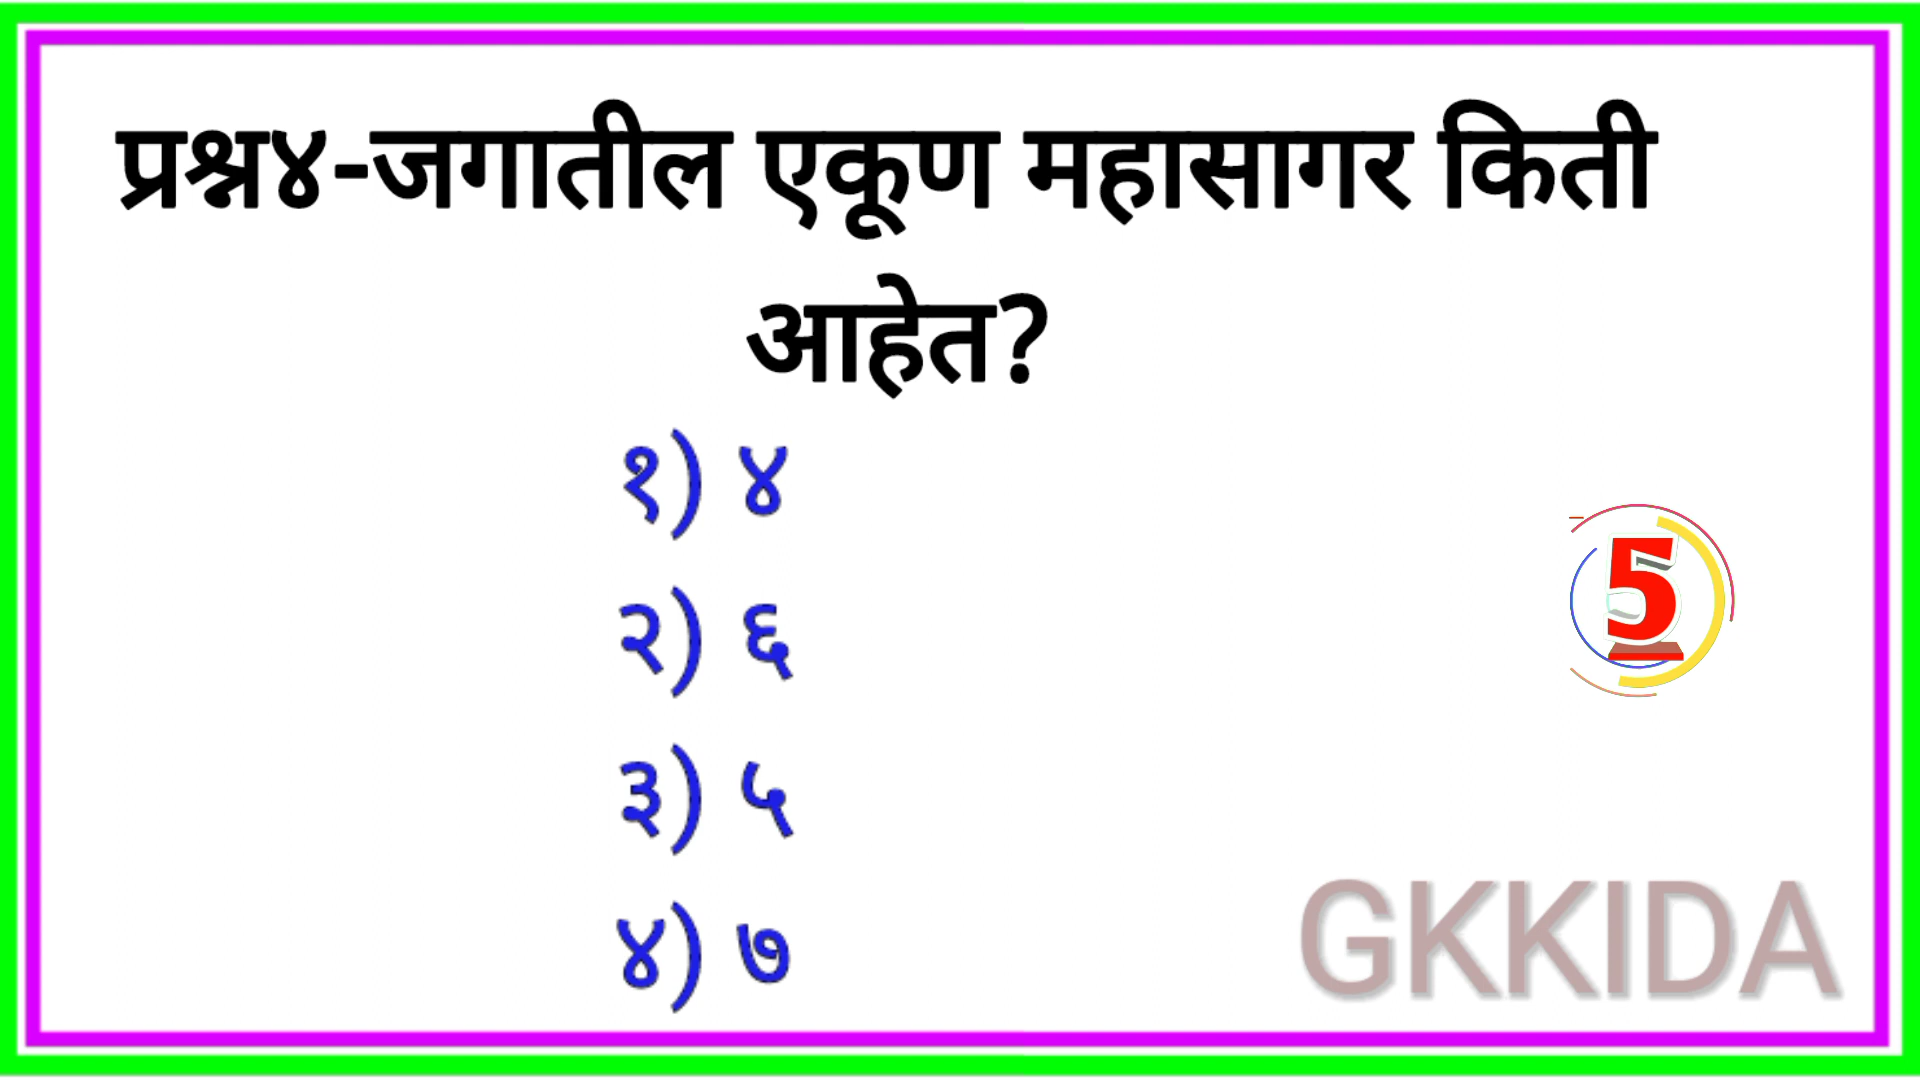 प्रश्न४-जगातील एकूण महासागर किती
आहेत?
१) ४
२) ६
5
३) ५
४) ७
GKKIDA